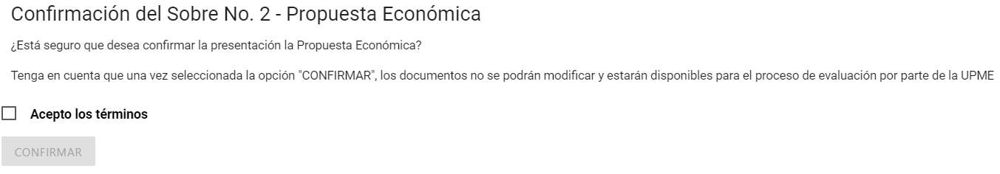 Confirmación del Sobre No. 2 - Propuesta Económica
¿Está seguro que desea confirmar la presentación la Propuesta Económica?
Tenga en cuenta que una vez seleccionada la opción "CONFIRMAR", los documentos no se podrán modificar y estarán disponibles para el proceso de evaluación por parte de la UPME
Acepto los términos
CONFIRMAR